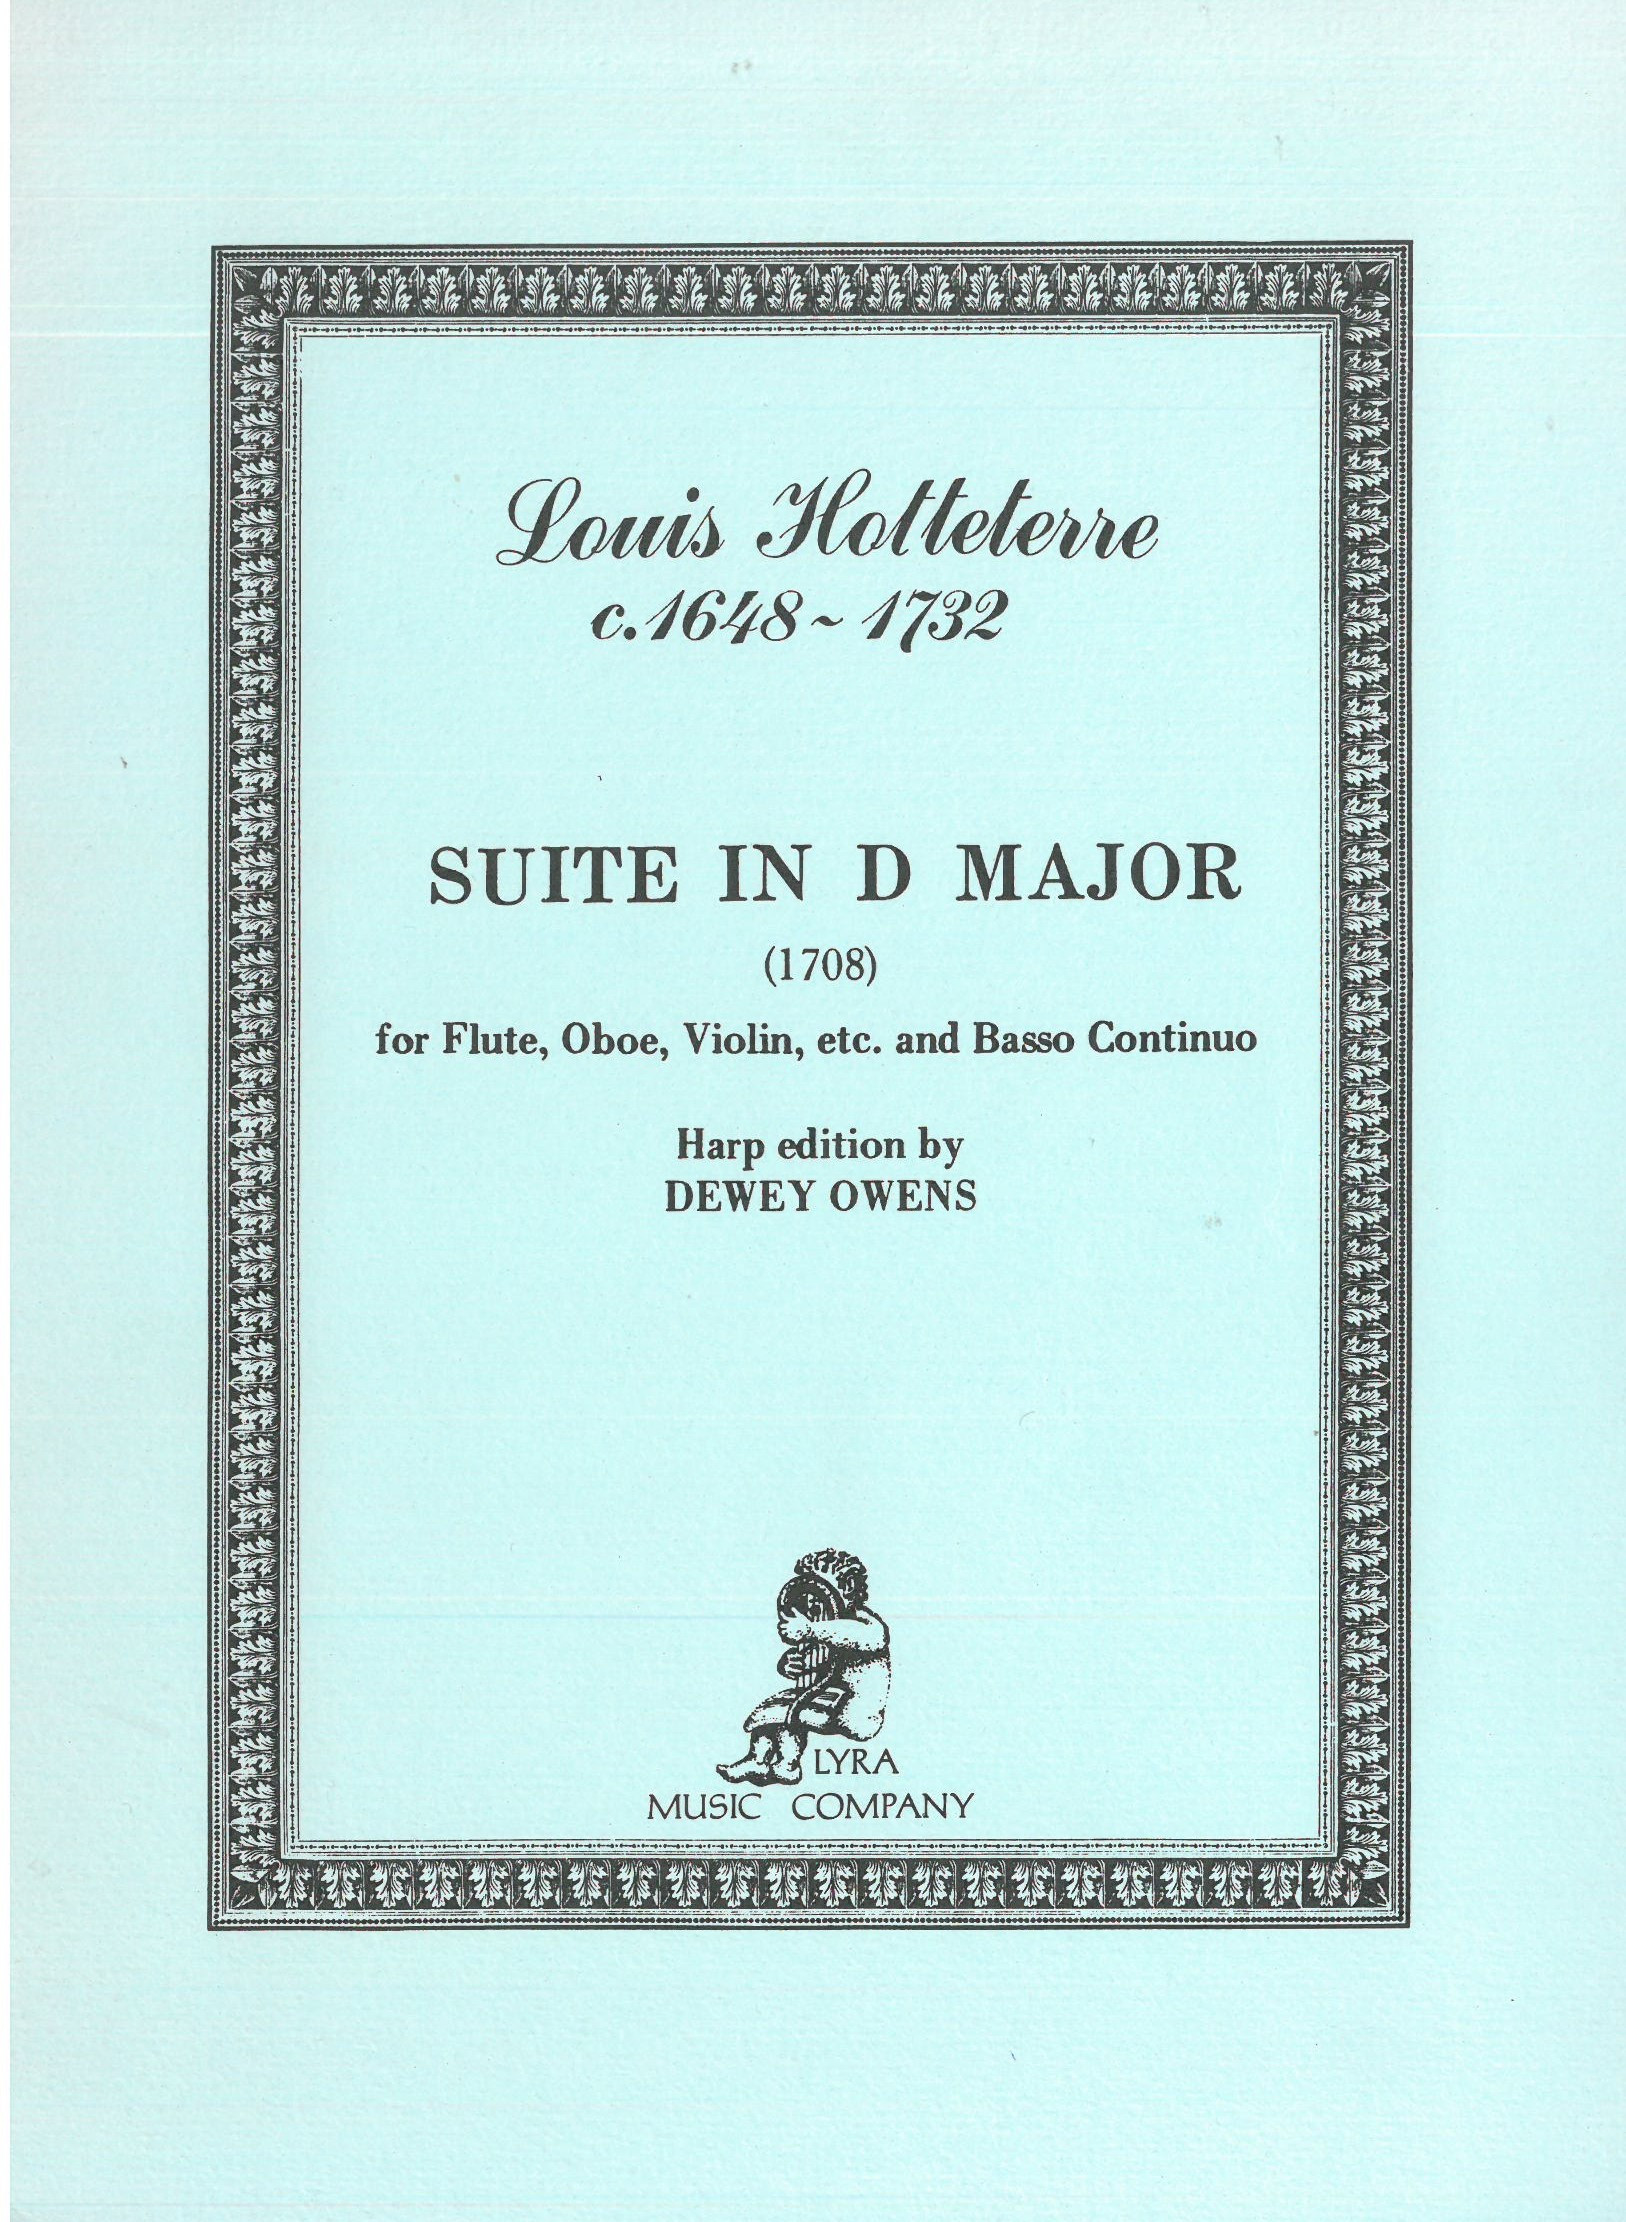 Louis Hotteterre
c.1648~1732
SUITE IN D MAJOR
(1708)
for Flute, Oboe, Violin, etc. and Basso Continuo
Harp edition by
DEWEY OWENS
LYRA
MUSIC COMPANY